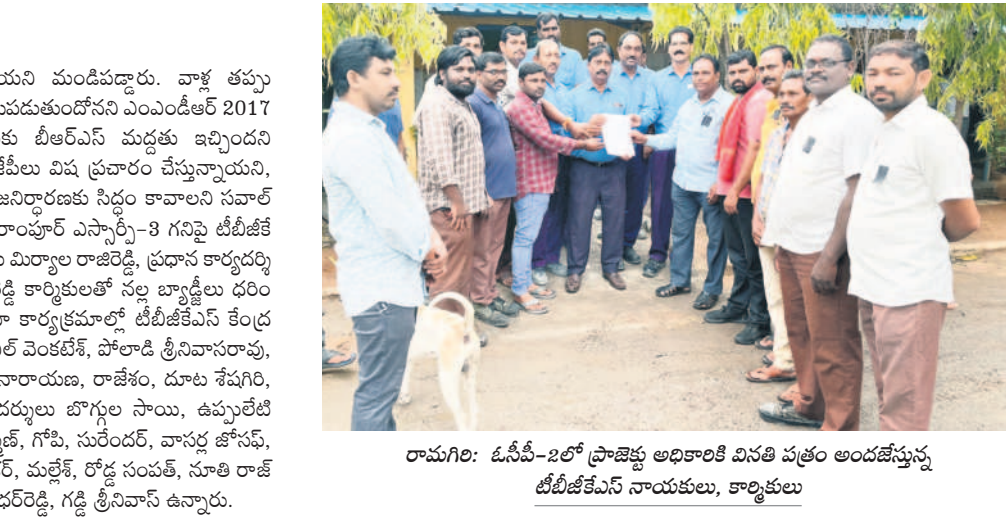 యని మండిపడ్డారు. వాళ్ల తప్పు
పడుతుందోనని ఎంఎండీఆర్ 2017
కు బీఆర్ఎస్ మద్దతు ఇచ్చిందని
జేపీలు విష ప్రచారం చేస్తున్నాయని,
జనిర్ధారణకు సిద్ధం కావాలని సవాల్
రాంపూర్ ఎస్సార్పీ-3 గనిపై టీబీజీకే
మిర్యాల రాజిరెడ్డి, ప్రధాన కార్యదర్శి
రెడ్డి కార్మికులతో నల్ల బ్యాడ్జీలు ధరిం
కార్యక్రమాల్లో టీబీజీకేఎస్ కేంద్ర
ల్ వెంకటేశ్, పోలాడి శ్రీనివాసరావు,
నారాయణ, రాజేశం, దూట శేషగిరి,
దర్శులు బొగ్గుల సాయి, ఉప్పులేటి
గోపి, సురేందర్, వాసర్ల జోసఫ్,
ర్, మల్లేశ్, రోడ్డ సంపత్, నూతి రాజ్
ధర్‌రెడ్డి, గడ్డి శ్రీనివాస్ ఉన్నారు.
రామగిరి: ఓసీపీ-2లో ప్రాజెక్టు అధికారికి వినతి పత్రం అందజేస్తున్న
టీబీజీకేఎస్ నాయకులు, కార్మికులు